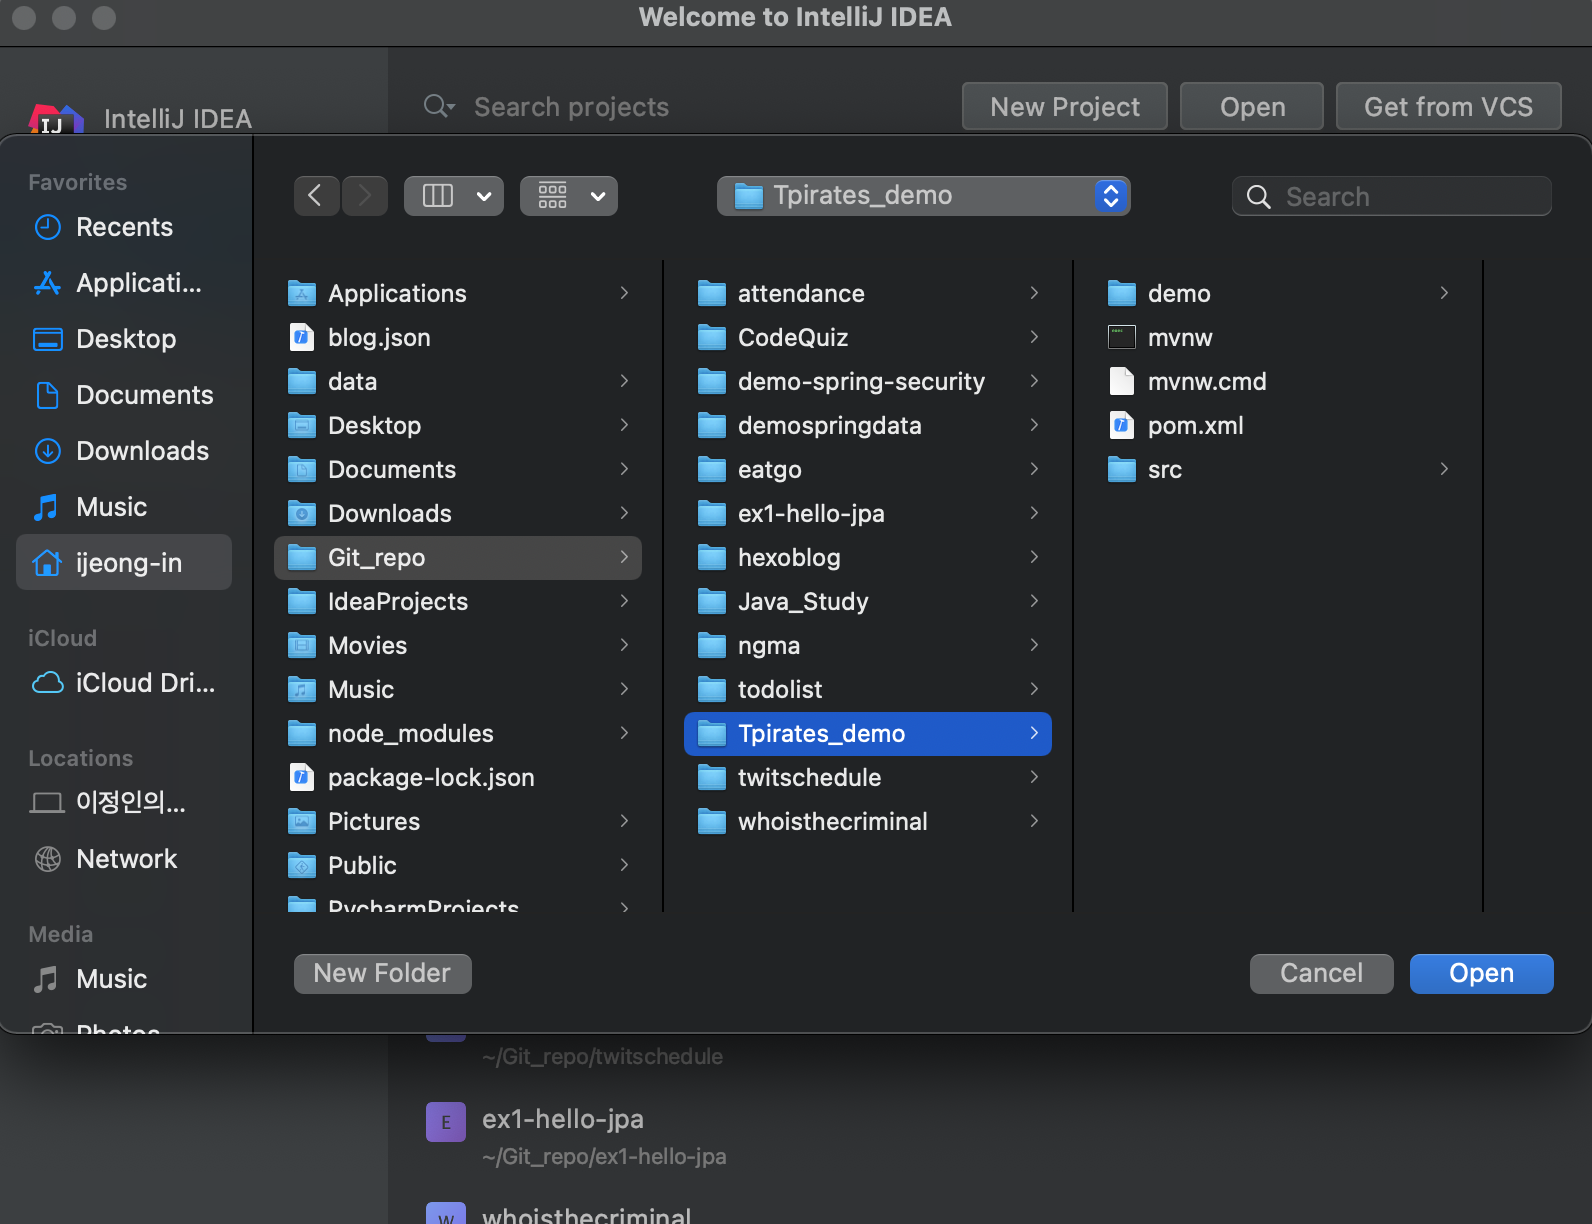 Welcome to IntelliJ IDEA
IntelliJ IDEA
Search projects
New Project
Open
Get from VCS
Favorites
Recents
Applicati...
Desktop
Documents
Downloads
Music
ijeong-in
iCloud
iCloud Dri...
Locations
이정인의...
Network
Media
Music
Photos
Tpirates_demo
Search
Applications
blog.json
data
Desktop
Documents
Downloads
Git_repo
IdeaProjects
Movies
Music
node_modules
package-lock.json
Pictures
Public
PycharmProjects
attendance
CodeQuiz
demo-spring-security
demospringdata
eatgo
ex1-hello-jpa
hexoblog
Java_Study
ngma
todolist
Tpirates_demo
twitschedule
whoisthecriminal
demo
mvnw
mvnw.cmd
pom.xml
src
New Folder
Cancel
Open
~/Git_repo/twitschedule
E
ex1-hello-jpa
~/Git_repo/ex1-hello-jpa
W
whoisthecriminal